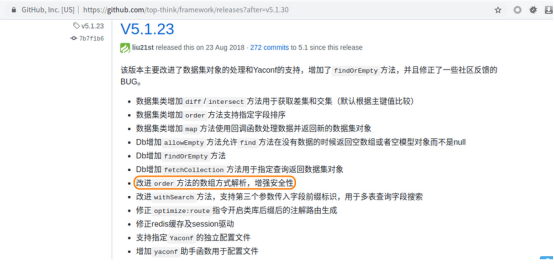 GitHub, Inc. [US] | https://github.com/top-think/framework/releases?after=v5.1.30
v5.1.23
7b7f1b6
V5.1.23
liu21st released this on 23 Aug 2018 · 272 commits to 5.1 since this release
该版本主要改进了数据集对象的处理和Yaconf的支持，增加了 findOrEmpty 方法，并且修正了一些社区反馈的
BUG。
• 数据集类增加 diff / intersect 方法用于获取差集和交集（默认根据主键值比较）
• 数据集类增加 order 方法支持指定字段排序
• 数据集类增加 map 方法使用回调函数处理数据并返回新的数据集对象
• Db增加 allowEmpty 方法允许 find 方法在没有数据的时候返回空数组或者空模型对象而不是null
• Db增加 findOrEmpty 方法
• Db增加 fetchCollection 方法用于指定查询返回数据集对象
• 改进 order 方法的数组方式解析，增强安全性
• 改进 withSearch 方法，支持第三个参数传入字段前缀标识，用于多表查询字段搜索
• 修正 optimize:route 指令开启类库后缀后的注解路由生成
• 修正redis缓存及session驱动
• 支持指定 Yaconf 的独立配置文件
• 增加 yaconf 助手函数用于配置文件